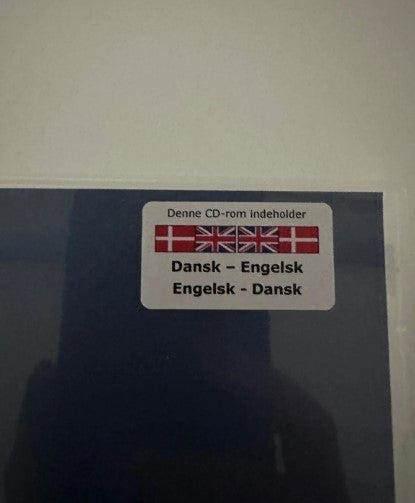 Denne CD-rom indeholder
Dansk – Engelsk
Engelsk - Dansk